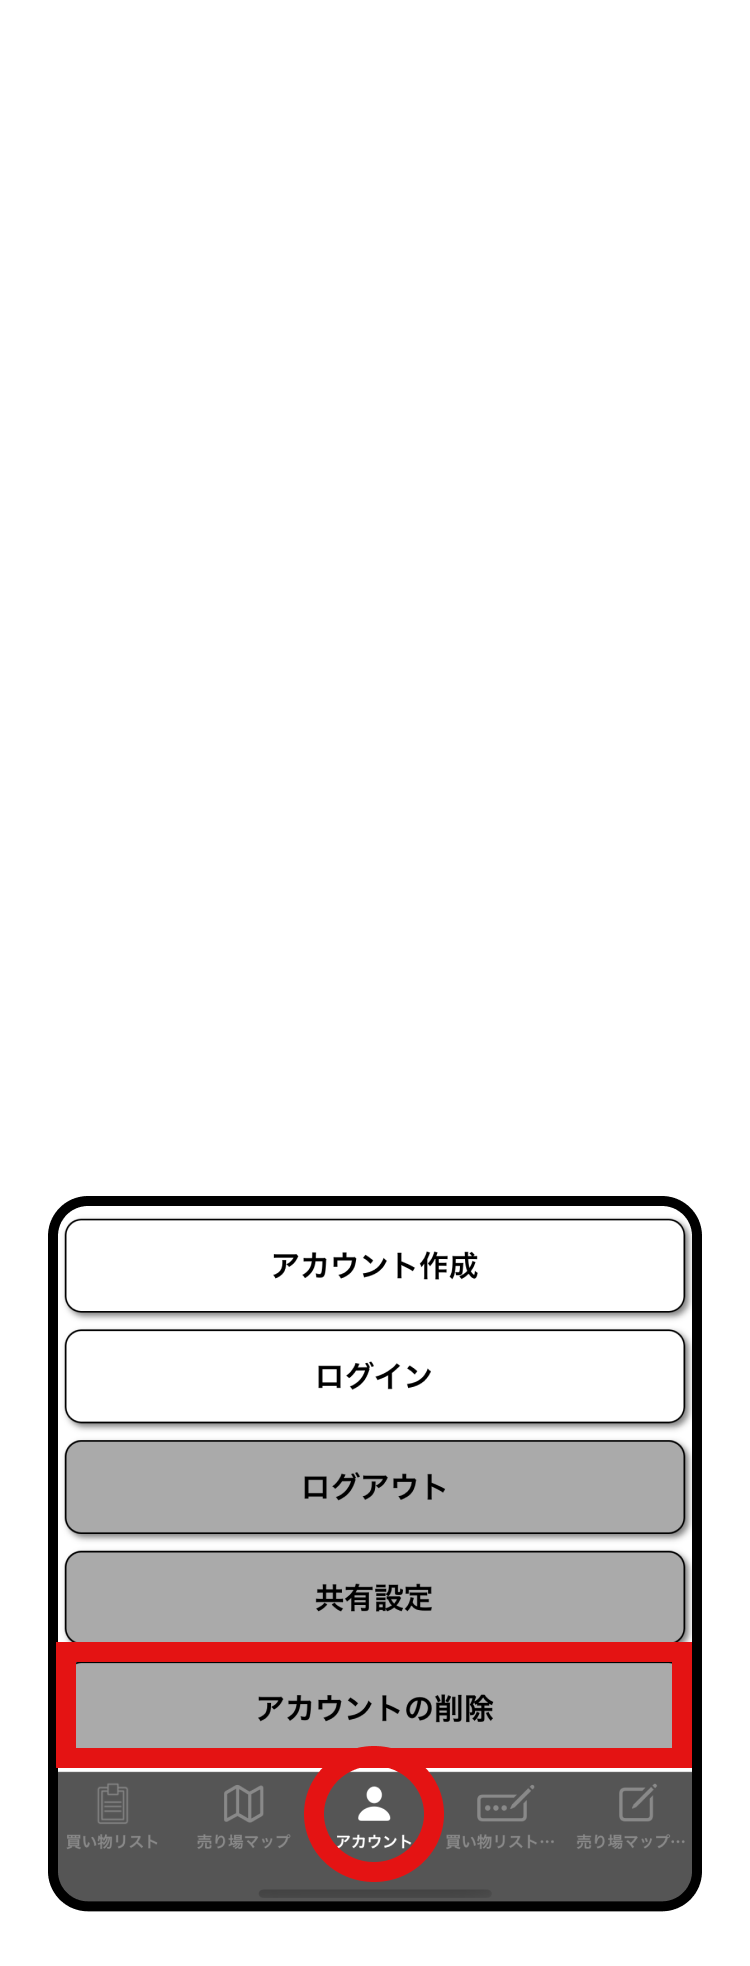 アカウント作成
ログイン
ログアウト
共有設定
アカウントの削除
買い物リスト 売り場マップ アカウント 買い物リスト… 売り場マップ…